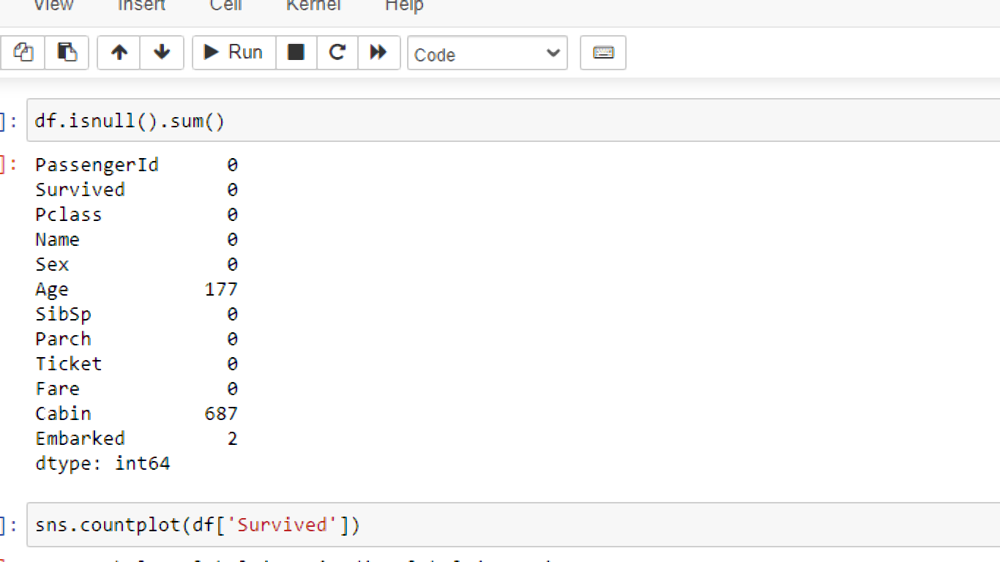 View Insert Cell Kernel Help
Run Code
]: df.isnull().sum()
]: PassengerId 0
Survived 0
Pclass 0
Name 0
Sex 0
Age 177
SibSp 0
Parch 0
Ticket 0
Fare 0
Cabin 687
Embarked 2
dtype: int64
]: sns.countplot(df['Survived'])